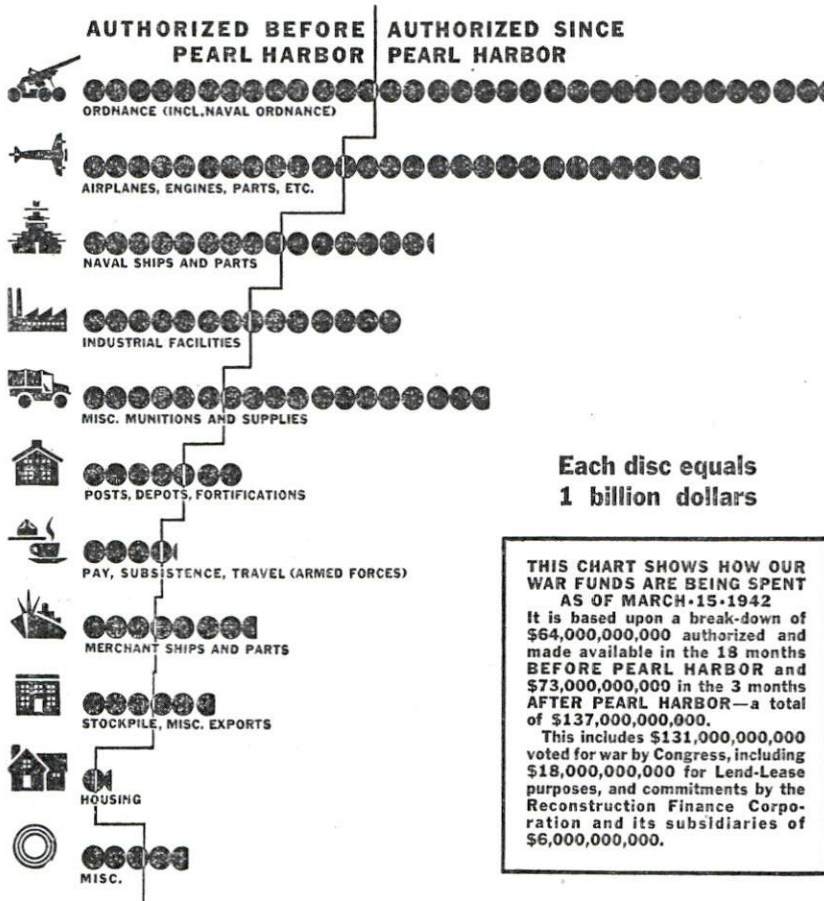 AUTHORIZED BEFORE PEARL HARBOR
AUTHORIZED SINCE PEARL HARBOR
ORDNANCE (INCL. NAVAL ORDNANCE)
AIRPLANES, ENGINES, PARTS, ETC.
NAVAL SHIPS AND PARTS
INDUSTRIAL FACILITIES
MISC. MUNITIONS AND SUPPLIES
POSTS, DEPOTS, FORTIFICATIONS
PAY, SUBSISTENCE, TRAVEL (ARMED FORCES)
MERCHANT SHIPS AND PARTS
STOCKPILE, MISC. EXPORTS
HOUSING
MISC.
Each disc equals
1 billion dollars
THIS CHART SHOWS HOW OUR
WAR FUNDS ARE BEING SPENT
AS OF MARCH·15·1942
It is based upon a break-down of
$64,000,000,000 authorized and
made available in the 18 months
BEFORE PEARL HARBOR and
$73,000,000,000 in the 3 months
AFTER PEARL HARBOR—a total
of $137,000,000,000.
This includes $131,000,000,000
voted for war by Congress, including
$18,000,000,000 for Lend-Lease
purposes, and commitments by the
Reconstruction Finance Corpo-
ration and its subsidiaries of
$6,000,000,000.